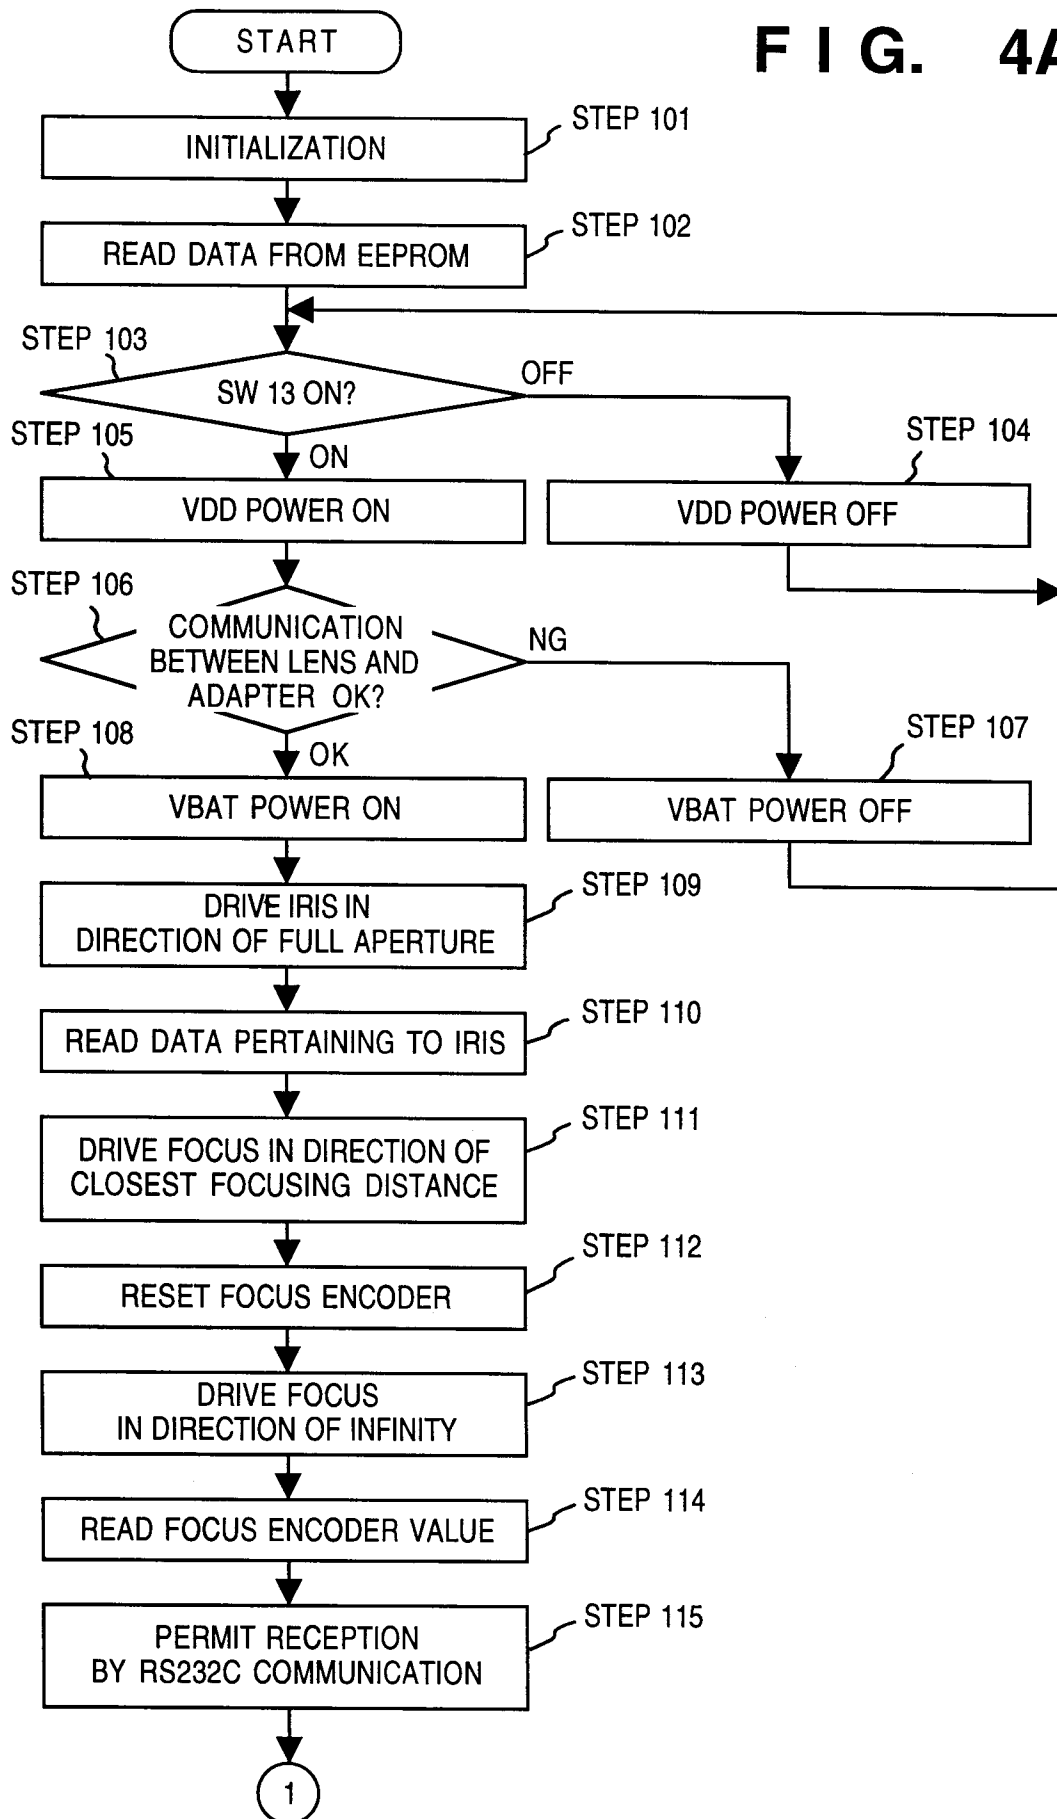 START
F I G. 4A
STEP 101
INITIALIZATION
STEP 102
READ DATA FROM EEPROM
STEP 103
SW 13 ON?
OFF
ON
STEP 105
VDD POWER ON
STEP 104
VDD POWER OFF
STEP 106
COMMUNICATION
BETWEEN LENS AND
ADAPTER OK?
NG
OK
STEP 108
VBAT POWER ON
STEP 107
VBAT POWER OFF
STEP 109
DRIVE IRIS IN
DIRECTION OF FULL APERTURE
STEP 110
READ DATA PERTAINING TO IRIS
STEP 111
DRIVE FOCUS IN DIRECTION OF
CLOSEST FOCUSING DISTANCE
STEP 112
RESET FOCUS ENCODER
STEP 113
DRIVE FOCUS
IN DIRECTION OF INFINITY
STEP 114
READ FOCUS ENCODER VALUE
STEP 115
PERMIT RECEPTION
BY RS232C COMMUNICATION
1